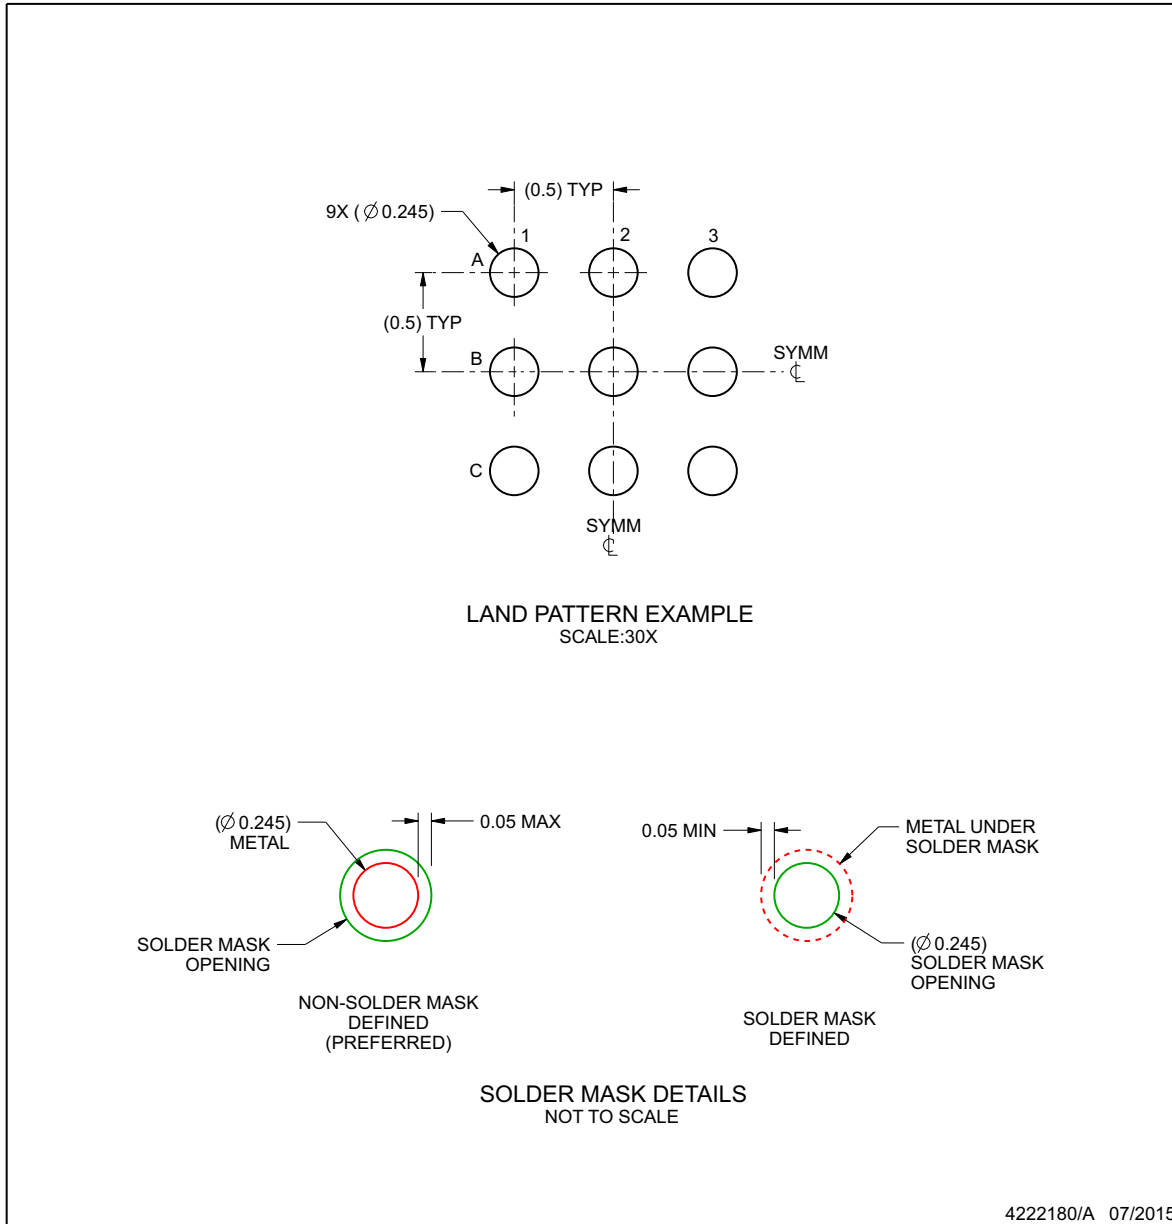 (0.5) TYP
9X ( ∅ 0.245)
1
2
3
A
(0.5) TYP
B
SYMM
℄
C
SYMM
℄
LAND PATTERN EXAMPLE
SCALE:30X
(∅ 0.245)
METAL
0.05 MAX
SOLDER MASK
OPENING
NON-SOLDER MASK
DEFINED
(PREFERRED)
0.05 MIN
METAL UNDER
SOLDER MASK
(∅ 0.245)
SOLDER MASK
OPENING
SOLDER MASK
DEFINED
SOLDER MASK DETAILS
NOT TO SCALE
4222180/A 07/2015